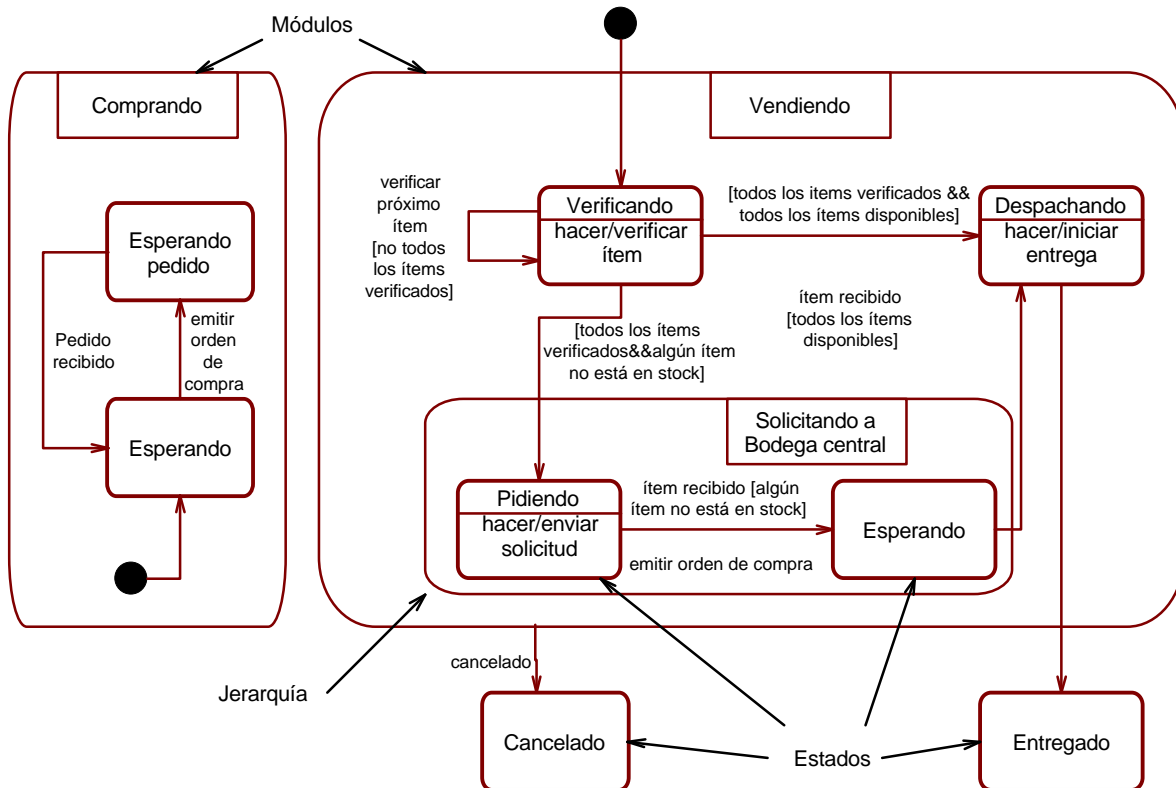 Módulos
Comprando
Esperando
pedido
Pedido
recibido
emitir
orden
de
compra
Esperando
Vendiendo
verificar
próximo
ítem
[no todos
los ítems
verificados]
Verificando
hacer/verificar
ítem
[todos los items verificados &&
todos los ítems disponibles]
Despachando
hacer/iniciar
entrega
[todos los ítems
verificados&&algún ítem
no está en stock]
ítem recibido
[todos los ítems
disponibles]
Solicitando a
Bodega central
Pidiendo
hacer/enviar
solicitud
ítem recibido [algún
ítem no está en stock]
emitir orden de compra
Esperando
cancelado
Jerarquía
Cancelado
Estados
Entregado